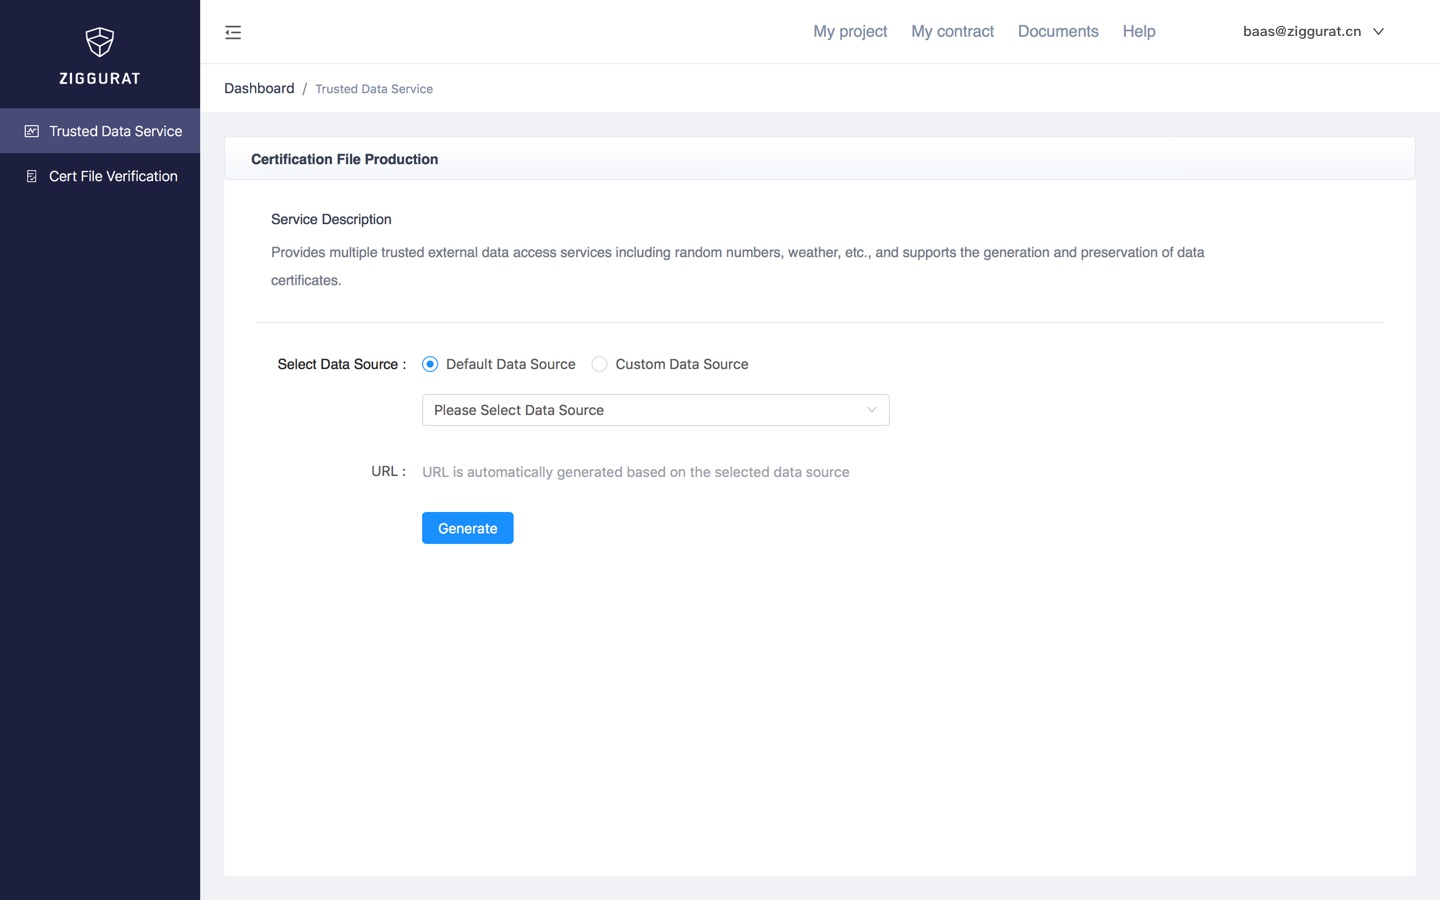 ZIGGURAT
Trusted Data Service
Cert File Verification
My project
My contract
Documents
Help
baas@ziggurat.cn
Dashboard / Trusted Data Service
Certification File Production
Service Description
Provides multiple trusted external data access services including random numbers, weather, etc., and supports the generation and preservation of data
certificates.
Select Data Source :
Default Data Source
Custom Data Source
Please Select Data Source
URL :
URL is automatically generated based on the selected data source
Generate